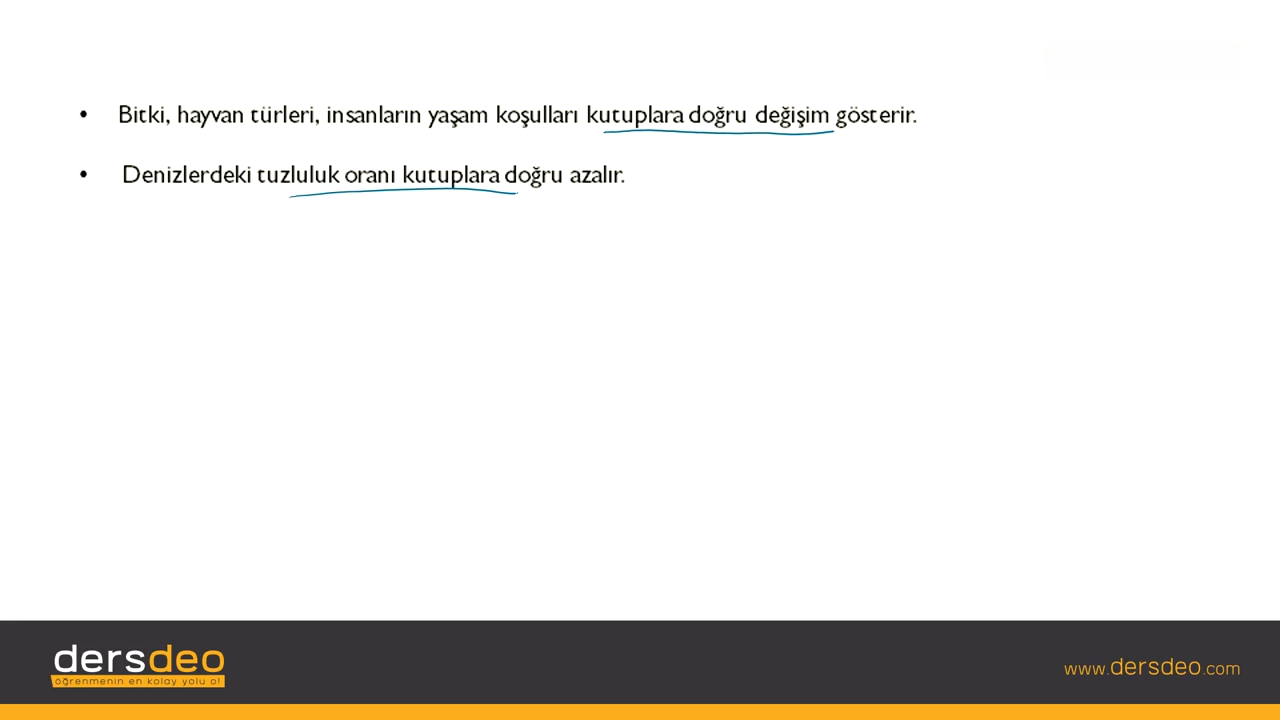 • Bitki, hayvan türleri, insanların yaşam koşulları kutuplara doğru değişim gösterir.
• Denizlerdeki tuzluluk oranı kutuplara doğru azalır.
dersdeo
öğrenmenin en kolay yolu o!
www.dersdeo.com